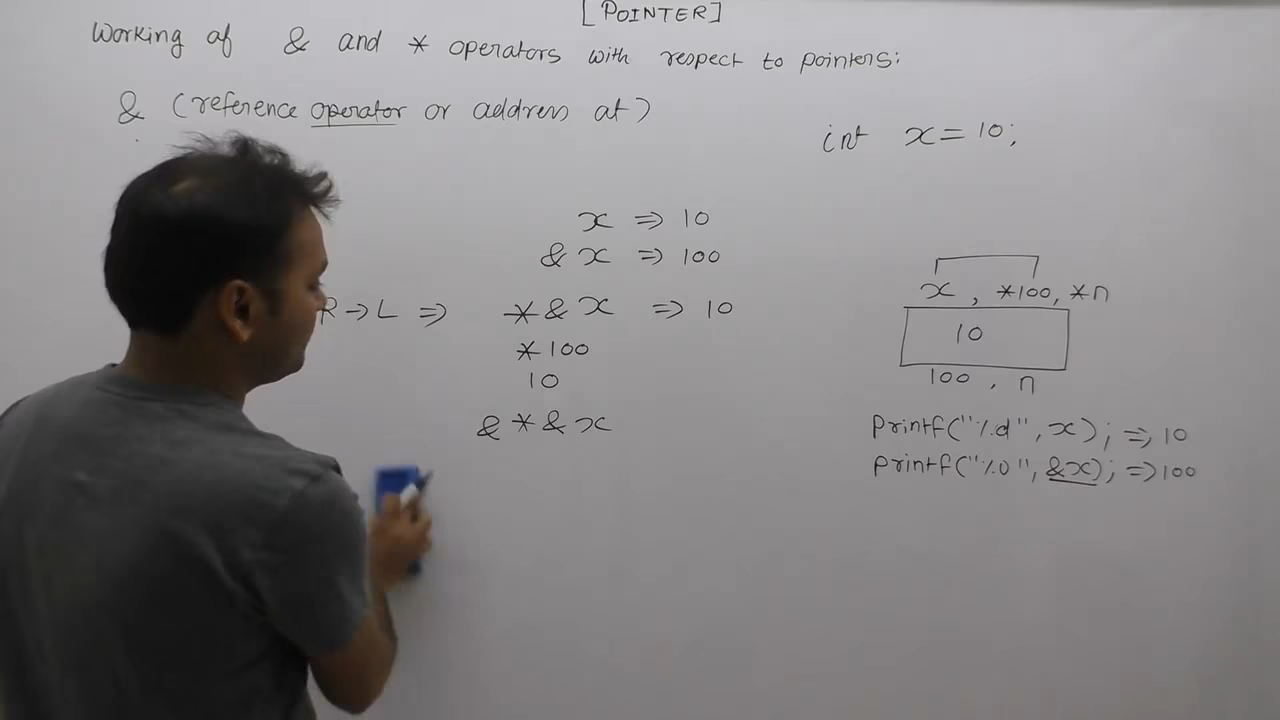 [POINTER]
Working of & and * operators with respect to pointers:
& (reference operator or address at)
int x = 10;
x ⇒ 10
& x ⇒ 100
R → L ⇒ * & x ⇒ 10
* 100
10
& * & x
x , *100, *n
10
100 , n
Printf("%d", x); ⇒ 10
Printf("%u", &x); ⇒ 100